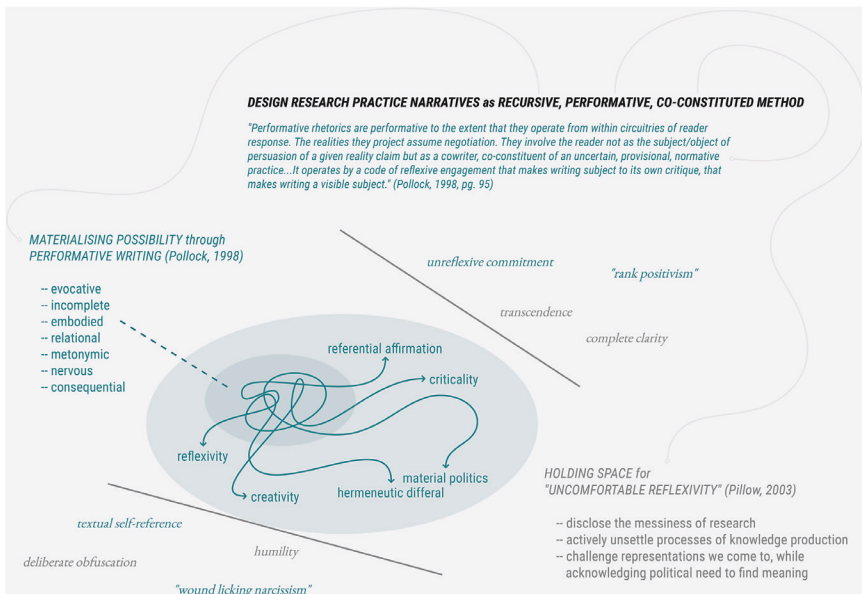 DESIGN RESEARCH PRACTICE NARRATIVES as RECURSIVE, PERFORMATIVE, CO-CONSTITUTED METHOD
"Performative rhetorics are performative to the extent that they operate from within circuitries of reader
response. The realities they project assume negotiation. They involve the reader not as the subject/object of
persuasion of a given reality claim but as a cowriter, co-constituent of an uncertain, provisional, normative
practice...It operates by a code of reflexive engagement that makes writing subject to its own critique, that
makes writing a visible subject." (Pollock, 1998, pg. 95)
MATERIALISING POSSIBILITY through
PERFORMATIVE WRITING (Pollock, 1998)
-- evocative
-- incomplete
-- embodied
-- relational
-- metonymic
-- nervous
-- consequential
unreflexive commitment
"rank positivism"
transcendence
complete clarity
referential affirmation
criticality
reflexivity
material politics
hermeneutic differal
creativity
textual self-reference
humility
deliberate obfuscation
"wound licking narcissism"
HOLDING SPACE for
"UNCOMFORTABLE REFLEXIVITY" (Pillow, 2003)
-- disclose the messiness of research
-- actively unsettle processes of knowledge production
-- challenge representations we come to, while
acknowledging political need to find meaning